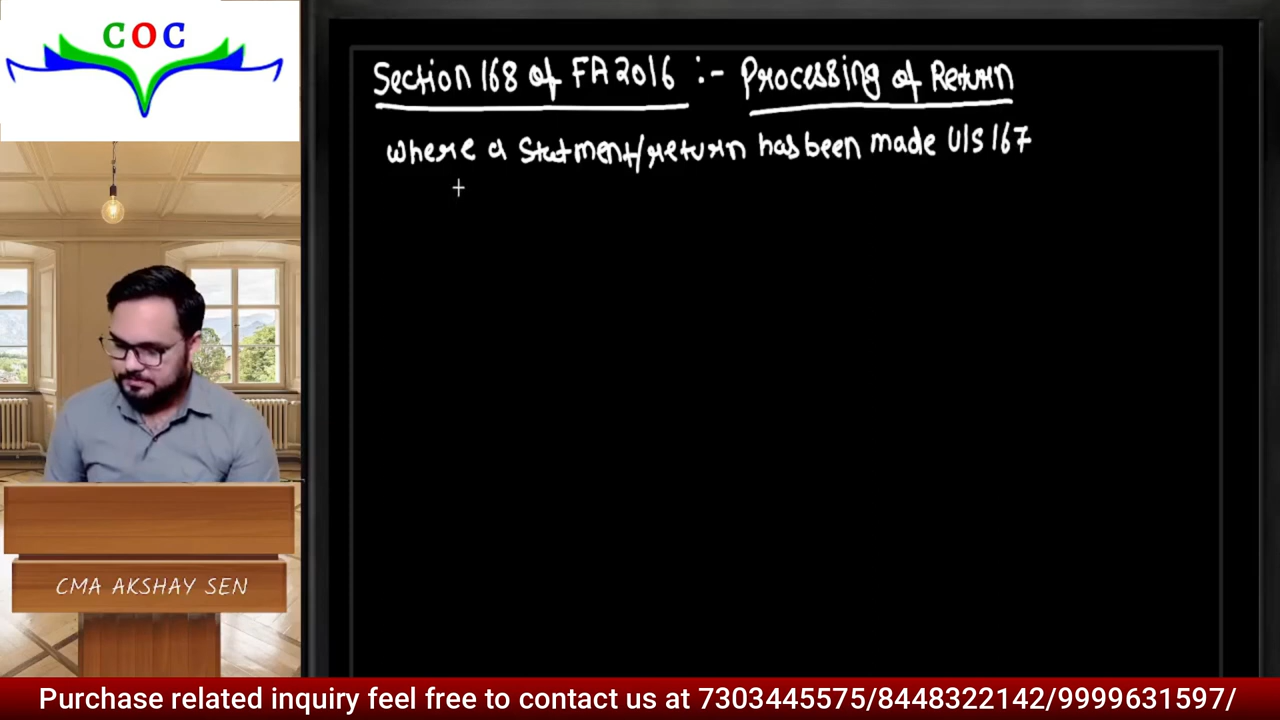 COC
Section 168 of FA 2016 :- Processing of Return
where a Statment/return has been made U/S 167
CMA AKSHAY SEN
Purchase related inquiry feel free to contact us at 7303445575/8448322142/9999631597/